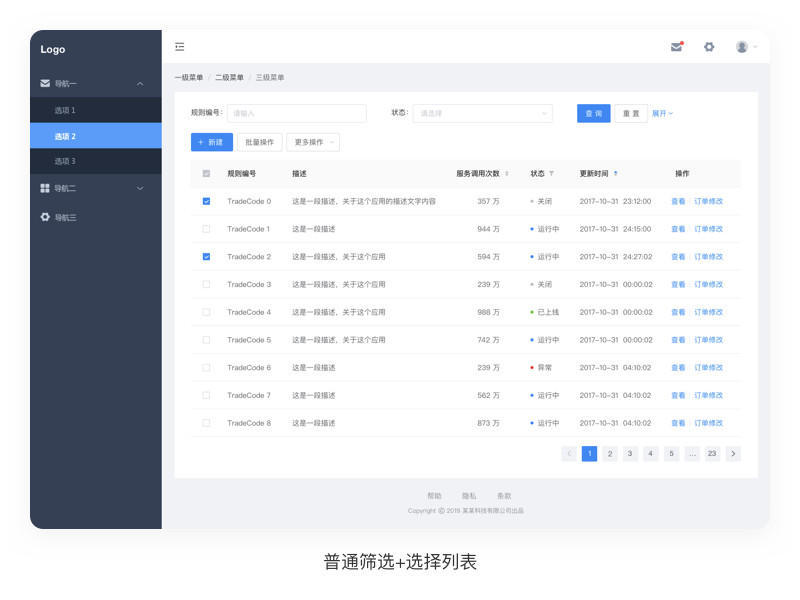 Logo
导航一
选项 1
选项 2
选项 3
导航二
导航三
一级菜单 / 二级菜单 / 三级菜单
规则编号: 请输入 状态: 请选择 查 询 重 置 展开
+ 新建 批量操作 更多操作
规则编号 描述 服务调用次数 状态 更新时间 操作
TradeCode 0 这是一段描述，关于这个应用的描述文字内容 357 万 关闭 2017-10-31 23:12:00 查看 订单修改
TradeCode 1 这是一段描述 944 万 运行中 2017-10-31 24:15:00 查看 订单修改
TradeCode 2 这是一段描述，关于这个应用 594 万 运行中 2017-10-31 24:27:02 查看 订单修改
TradeCode 3 这是一段描述，关于这个应用 239 万 关闭 2017-10-31 00:00:02 查看 订单修改
TradeCode 4 这是一段描述，关于这个应用 988 万 已上线 2017-10-31 00:00:02 查看 订单修改
TradeCode 5 这是一段描述，关于这个应用 742 万 运行中 2017-10-31 00:00:02 查看 订单修改
TradeCode 6 这是一段描述 239 万 异常 2017-10-31 04:10:02 查看 订单修改
TradeCode 7 这是一段描述 562 万 运行中 2017-10-31 04:10:02 查看 订单修改
TradeCode 8 这是一段描述 873 万 运行中 2017-10-31 04:10:02 查看 订单修改
< 1 2 3 4 5 ... 23 >
帮助 隐私 条款
Copyright © 2019 某某科技有限公司出品
普通筛选+选择列表